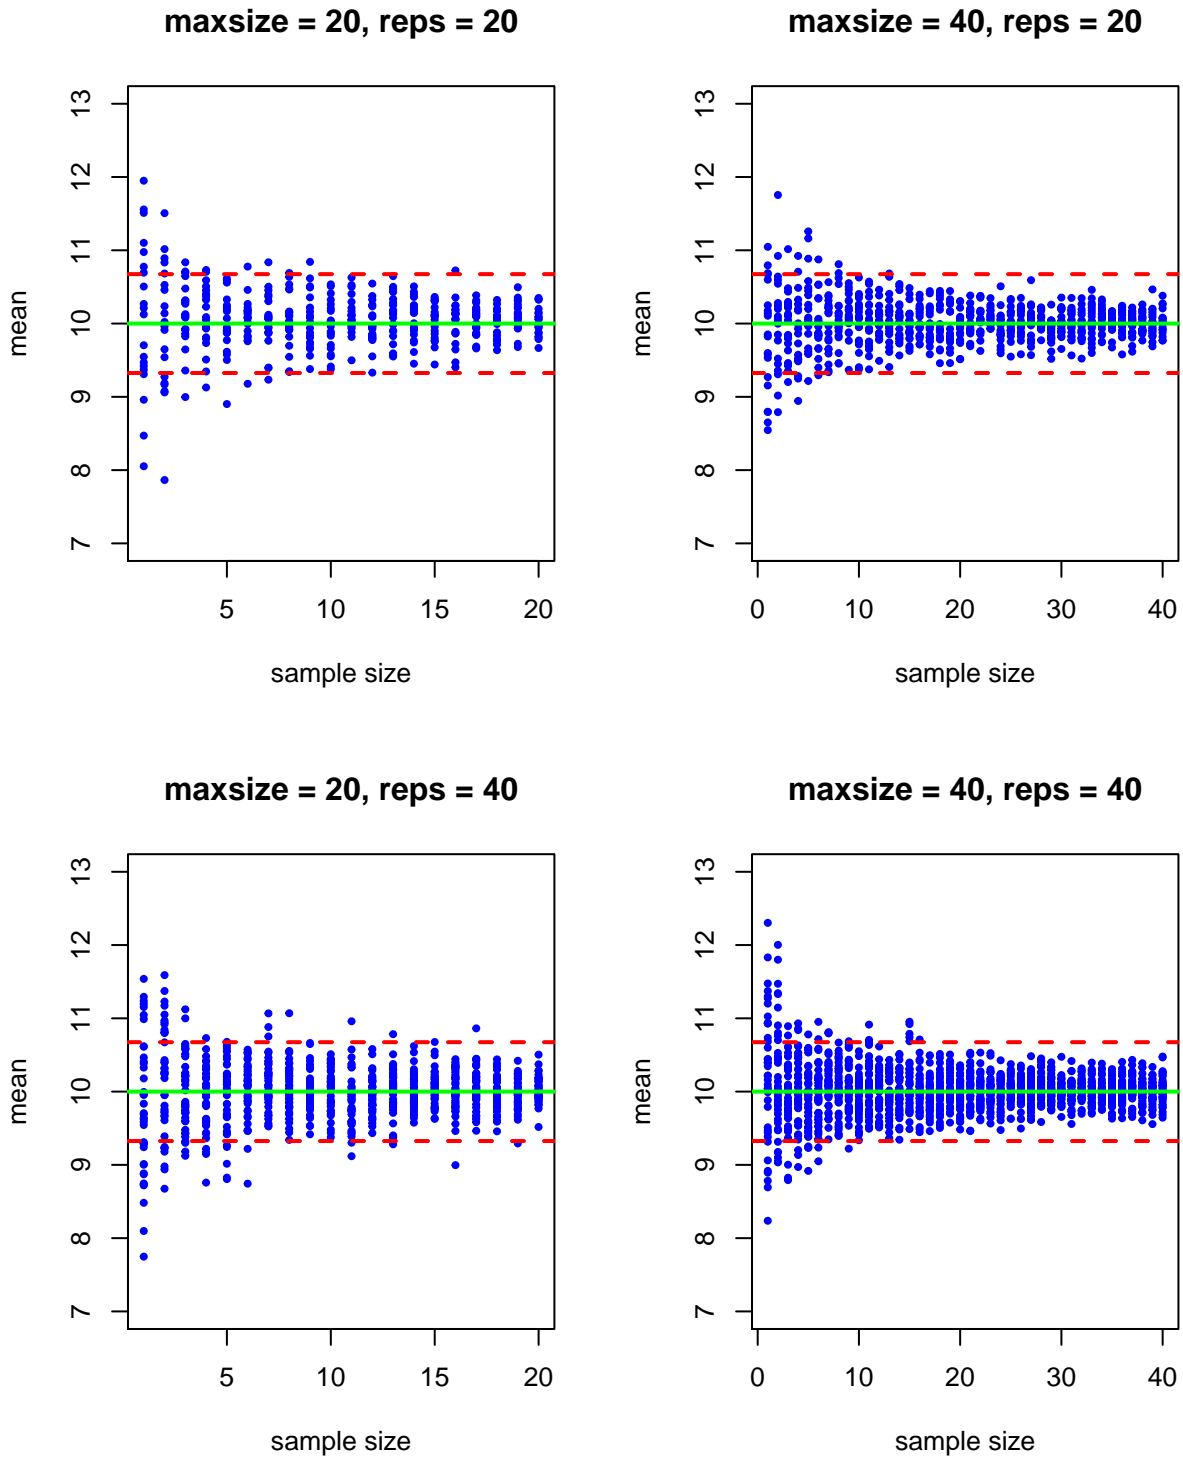 maxsize = 20, reps = 20
mean
13
12
11
10
9
8
7
5 10 15 20
sample size
maxsize = 40, reps = 20
mean
13
12
11
10
9
8
7
0 10 20 30 40
sample size
maxsize = 20, reps = 40
mean
13
12
11
10
9
8
7
5 10 15 20
sample size
maxsize = 40, reps = 40
mean
13
12
11
10
9
8
7
0 10 20 30 40
sample size